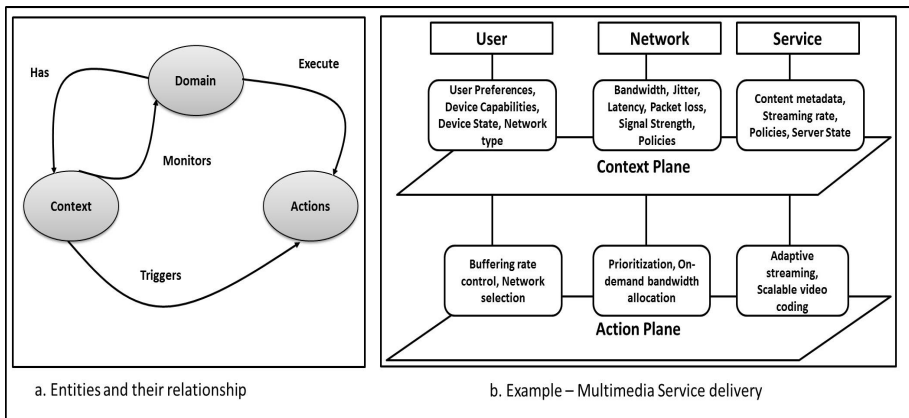 Has
Domain
Execute
Monitors
Context
Actions
Triggers
a. Entities and their relationship
User
Network
Service
User Preferences,
Device Capabilities,
Device State, Network
type
Bandwidth, Jitter,
Latency, Packet loss,
Signal Strength,
Policies
Content metadata,
Streaming rate,
Policies, Server State
Context Plane
Buffering rate
control, Network
selection
Prioritization, On-
demand bandwidth
allocation
Adaptive
streaming,
Scalable video
coding
Action Plane
b. Example – Multimedia Service delivery